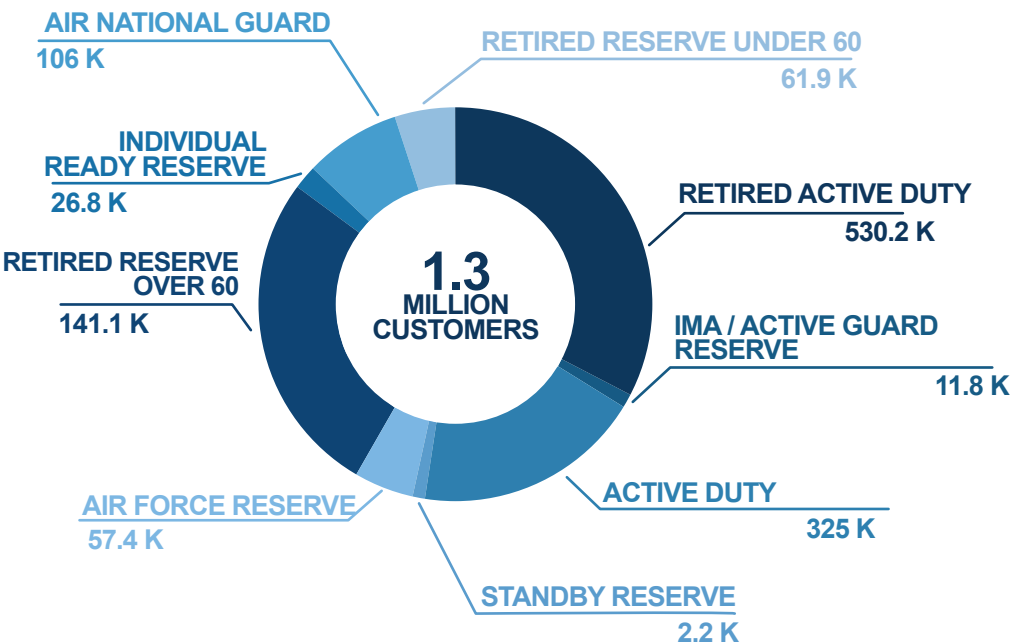 AIR NATIONAL GUARD
106 K
RETIRED RESERVE UNDER 60
61.9 K
INDIVIDUAL
READY RESERVE
26.8 K
RETIRED ACTIVE DUTY
530.2 K
RETIRED RESERVE
OVER 60
141.1 K
1.3
MILLION
CUSTOMERS
IMA / ACTIVE GUARD
RESERVE
11.8 K
AIR FORCE RESERVE
57.4 K
ACTIVE DUTY
325 K
STANDBY RESERVE
2.2 K